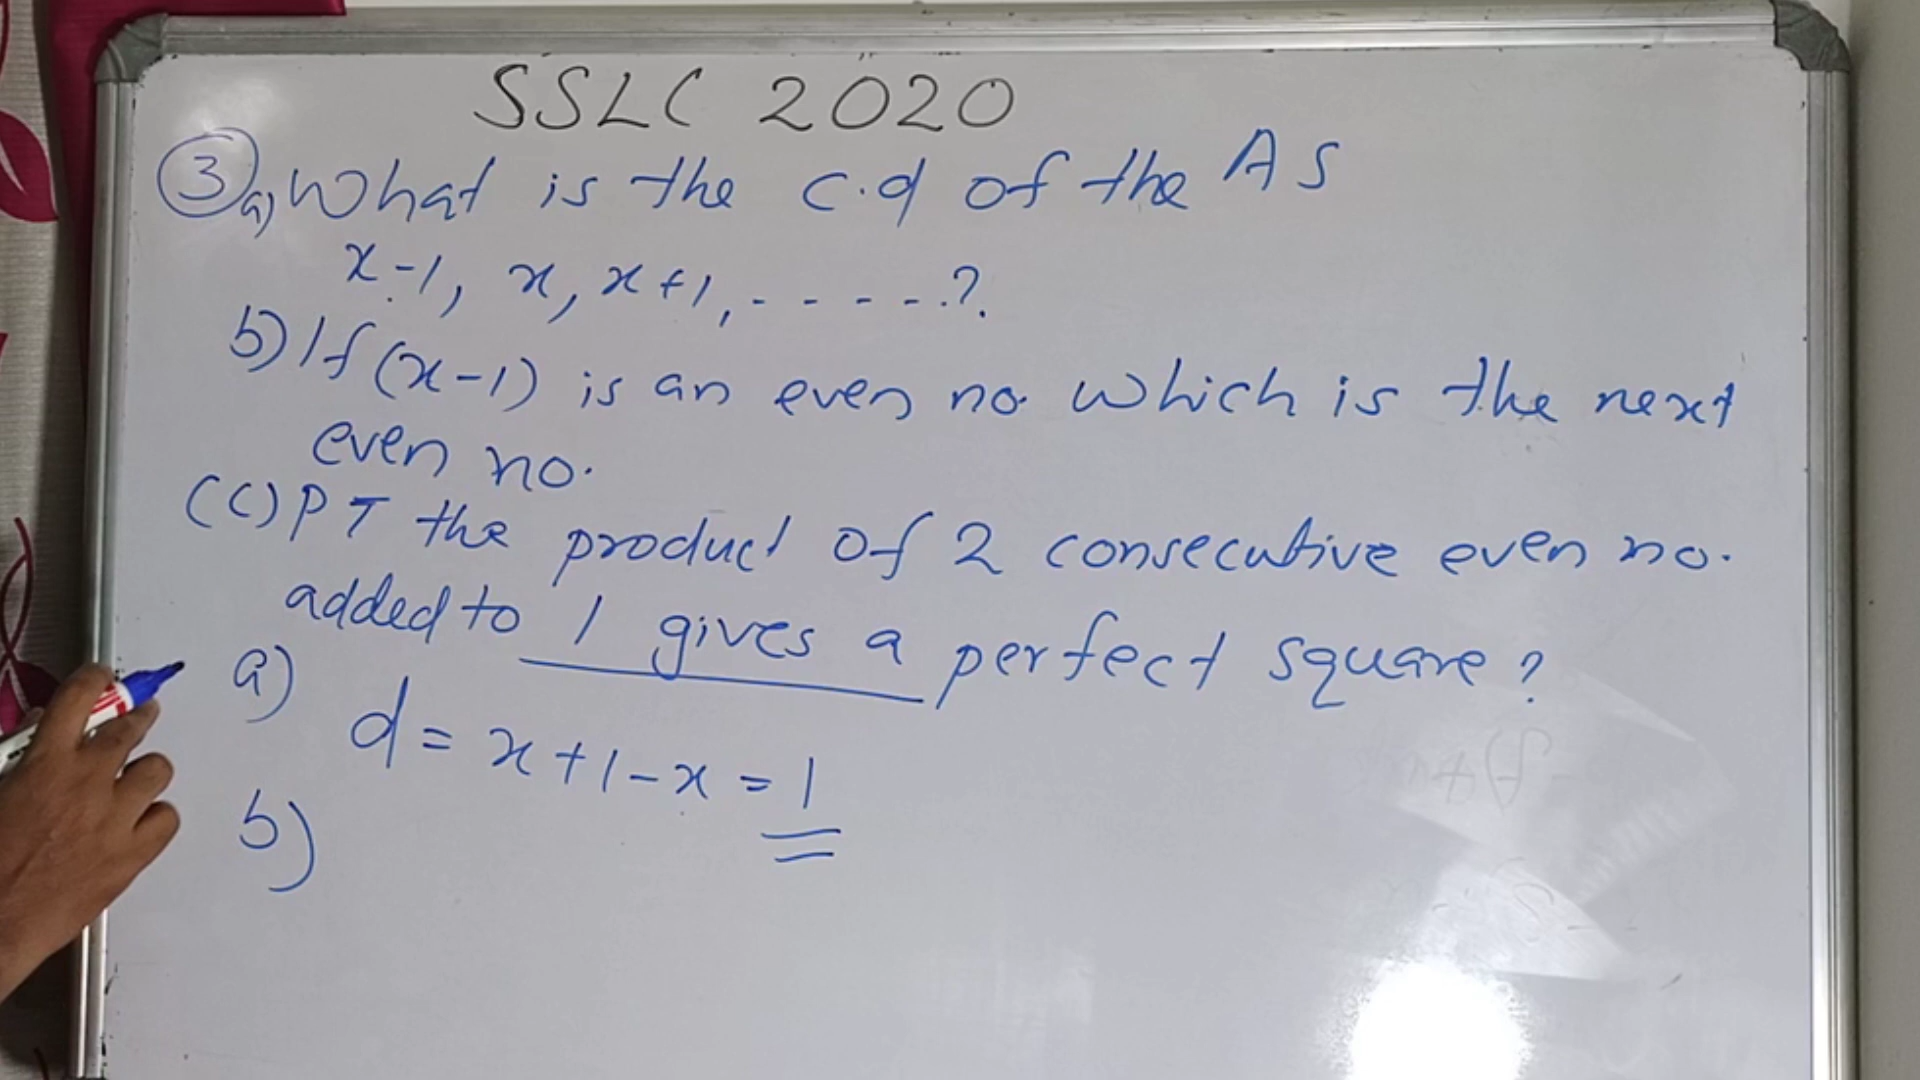 SSLC 2020
③ a) What is the c.d of the AS
x-1, x, x+1, - - - - -.?.
b) If (x-1) is an even no. which is the next
even no.
(c) PT the product of 2 consecutive even no.
added to 1 gives a perfect square?
a)
d = x+1-x = 1
b)